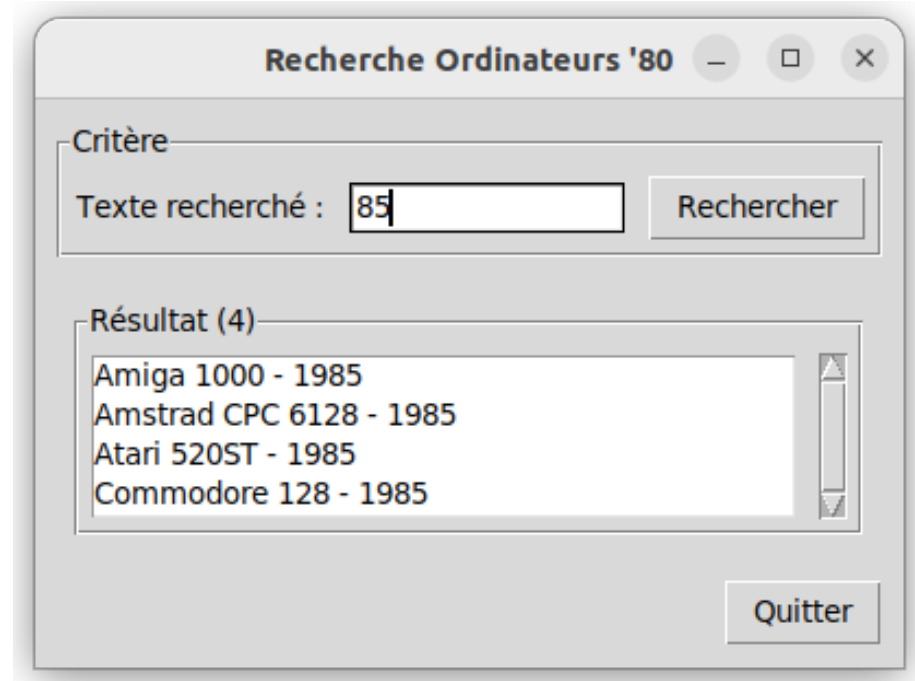 Recherche Ordinateurs '80
Critère
Texte recherché : 85 Rechercher
Résultat (4)
Amiga 1000 - 1985
Amstrad CPC 6128 - 1985
Atari 520ST - 1985
Commodore 128 - 1985
Quitter